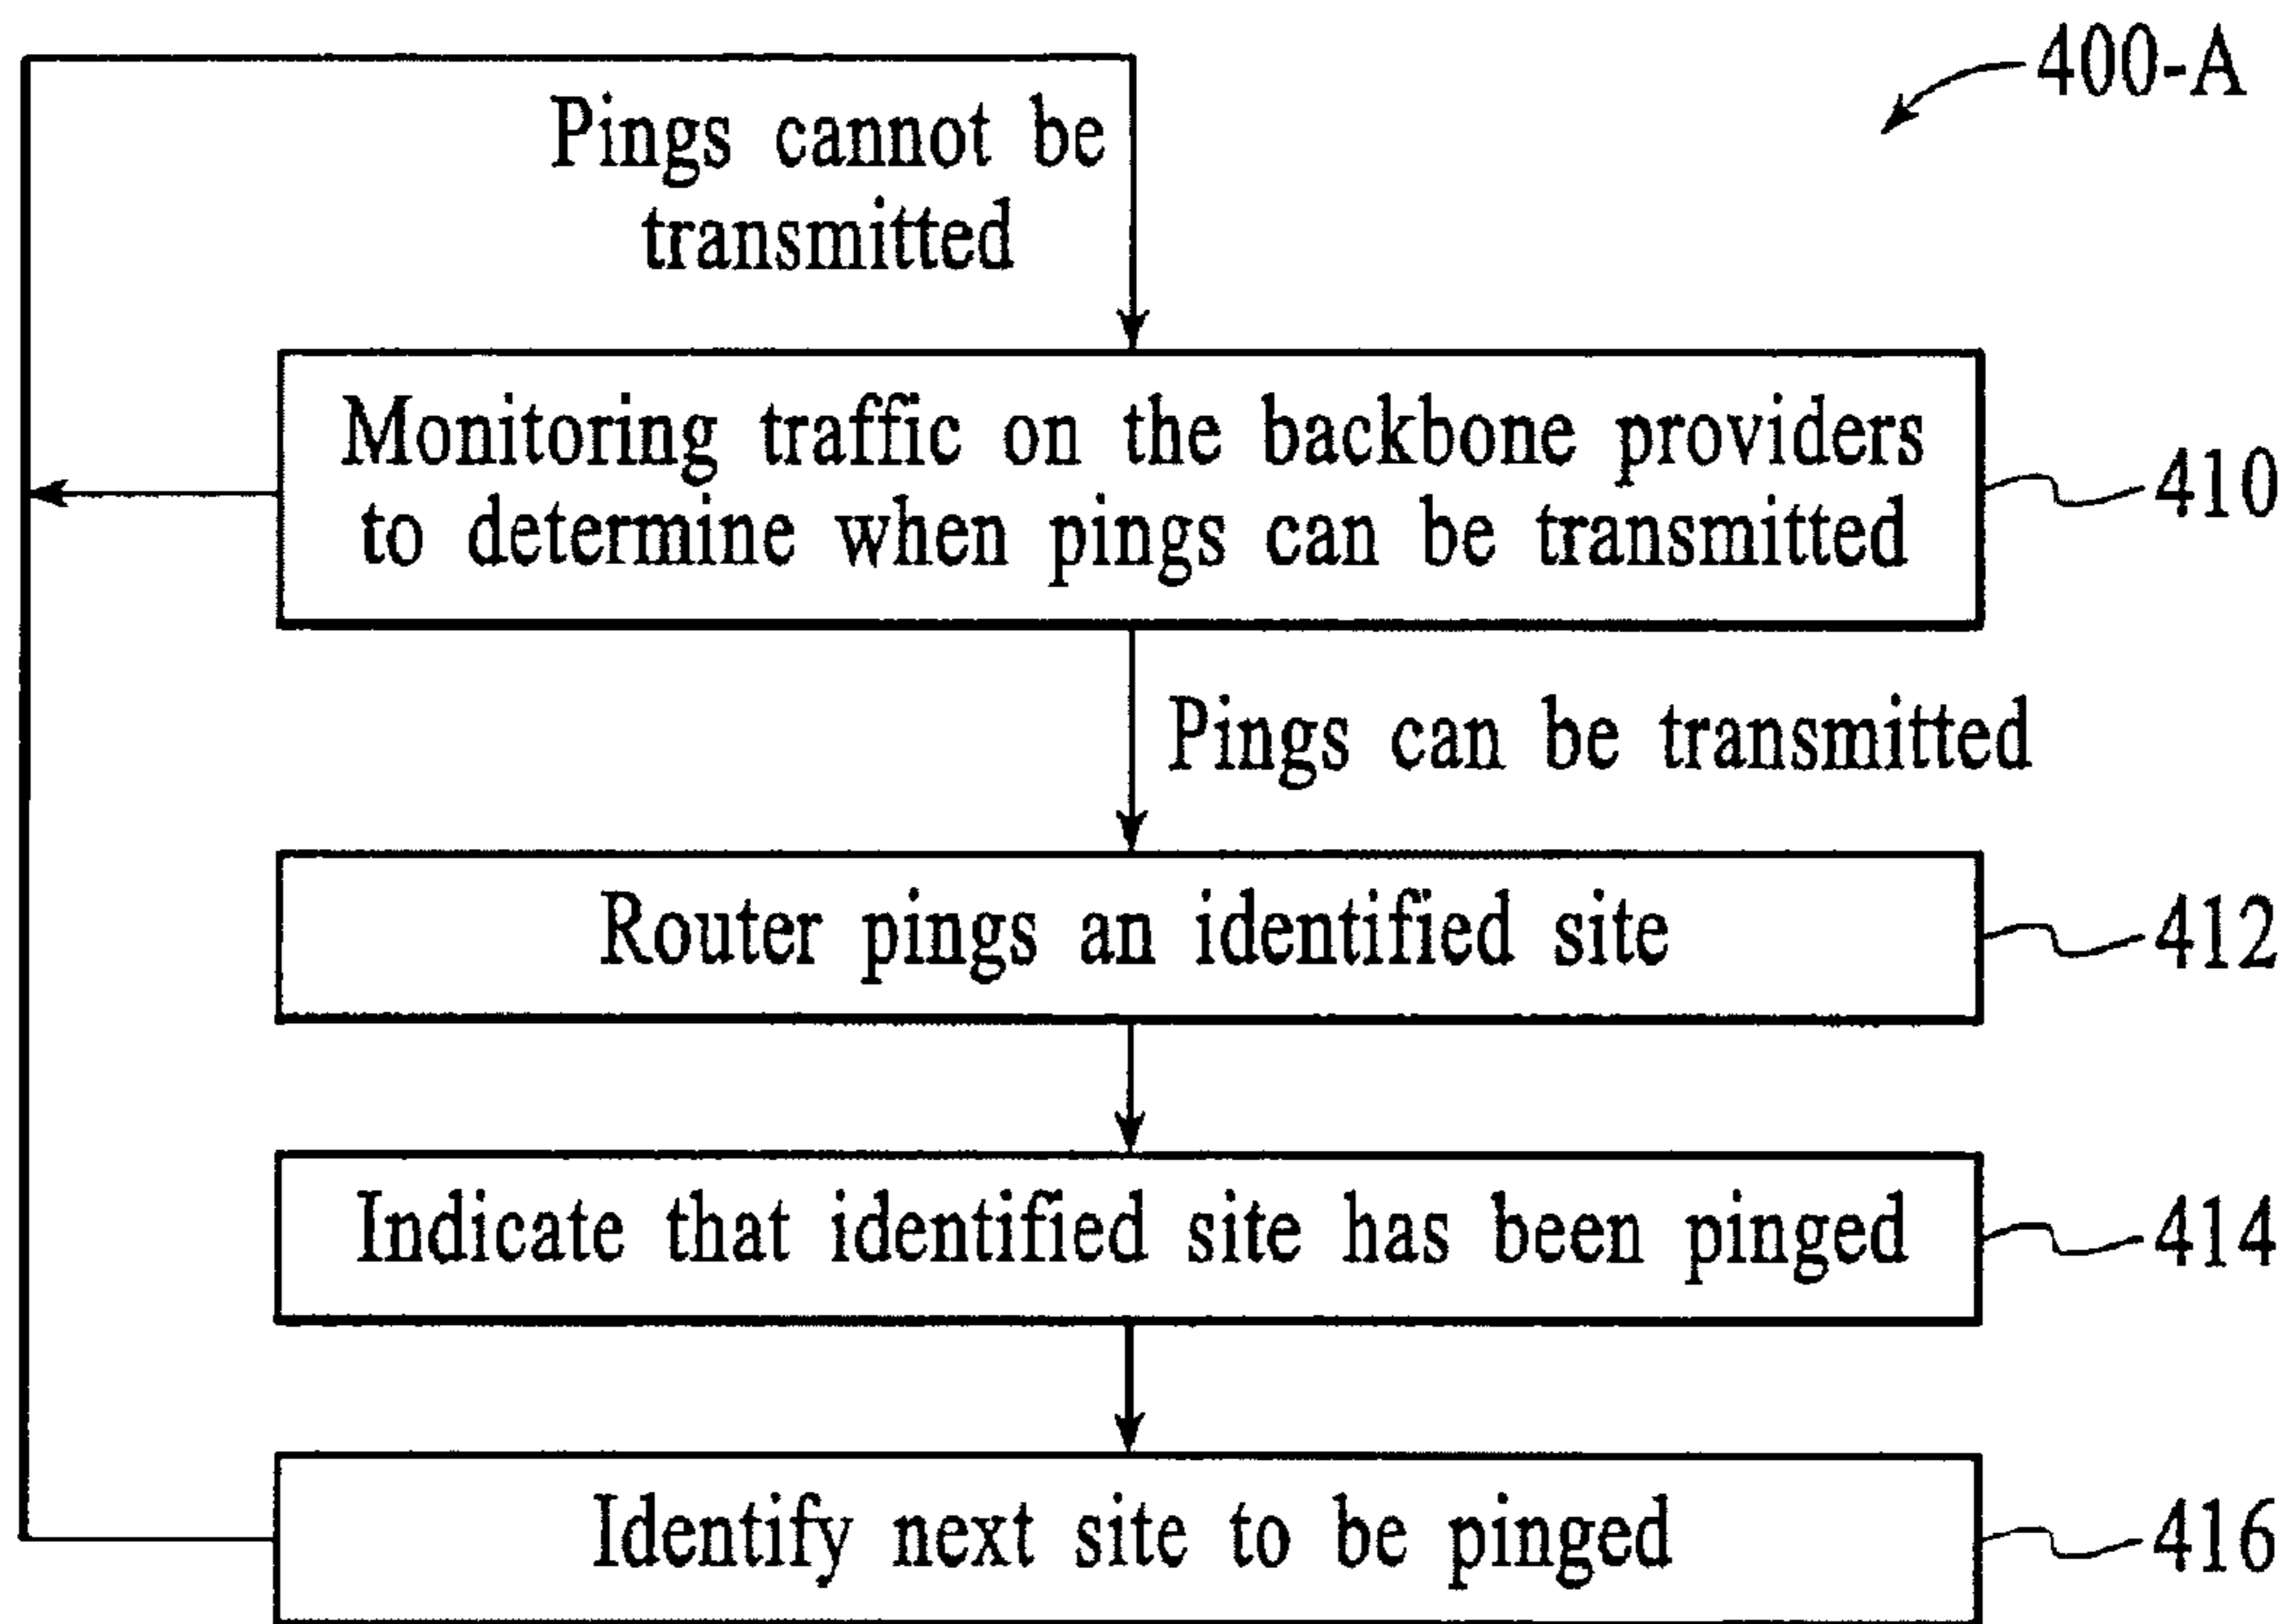 400-A
Pings cannot be
transmitted
Monitoring traffic on the backbone providers
to determine when pings can be transmitted
410
Pings can be transmitted
Router pings an identified site
412
Indicate that identified site has been pinged
414
Identify next site to be pinged
416